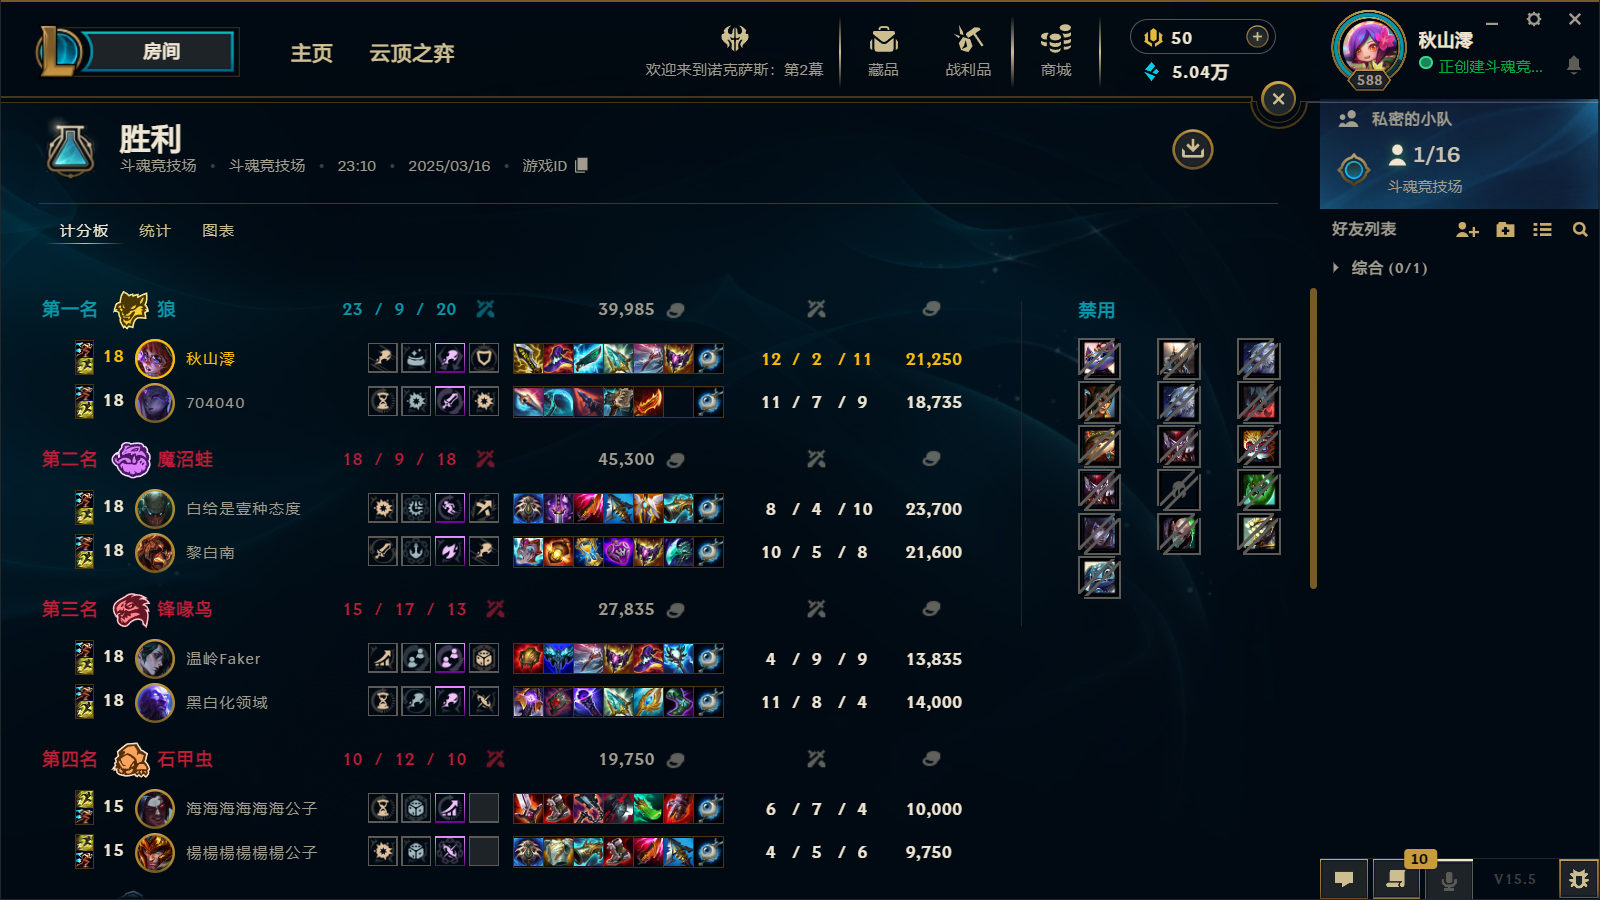 房间
主页
云顶之弈
欢迎来到诺克萨斯：第2幕
藏品
战利品
商城
50
5.04万
588
秋山澪
正创建斗魂竞...
私密的小队
1/16
斗魂竞技场
好友列表
综合 (0/1)
胜利
斗魂竞技场 • 斗魂竞技场 • 23:10 • 2025/03/16 • 游戏ID
计分板 统计 图表
第一名 狼 23 / 9 / 20 39,985
禁用
18 秋山澪 12 / 2 / 11 21,250
18 704040 11 / 7 / 9 18,735
第二名 魔沼蛙 18 / 9 / 18 45,300
18 白给是壹种态度 8 / 4 / 10 23,700
18 黎白南 10 / 5 / 8 21,600
第三名 锋喙鸟 15 / 17 / 13 27,835
18 温岭Faker 4 / 9 / 9 13,835
18 黑白化领域 11 / 8 / 4 14,000
第四名 石甲虫 10 / 12 / 10 19,750
15 海海海海海海公子 6 / 7 / 4 10,000
15 楊楊楊楊楊楊公子 4 / 5 / 6 9,750
10
V15.5